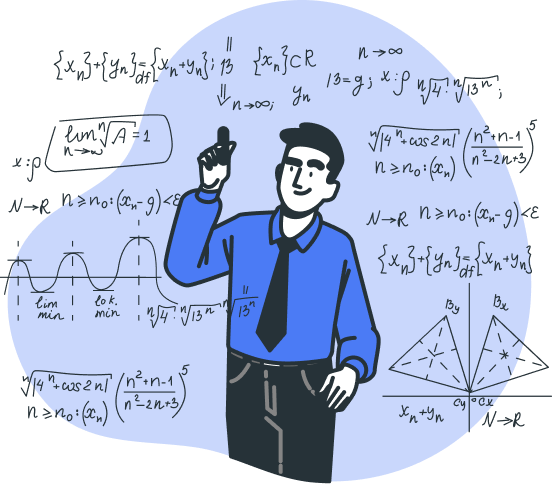 {xn}+{yn}=df{xn+yn}; 13 {xn}⊂R n→∞
‖
⇓ n→∞; yn 13=g; x:ρ ⁿ√4! ⁿ√13ⁿ;
lim n→∞ ⁿ√A = 1
ⁿ√|4ⁿ+cos2n| ((n²+n-1)/(n²-2n+3))⁵
x:ρ
n≥n₀:(xn)
N→R n≥n₀:(xn-g)<ε
N→R n≥n₀:(xn-g)<ε
{xn}+{yn}=df{xn+yn}
lim min
lok. min
ⁿ√4! ⁿ√13ⁿ ⁿ√13ⁿ
‖
By Bx
Cy °Cx
ⁿ√|4ⁿ+cos2n| ((n²+n-1)/(n²-2n+3))⁵
n≥n₀:(xn)
xn+yn N→R